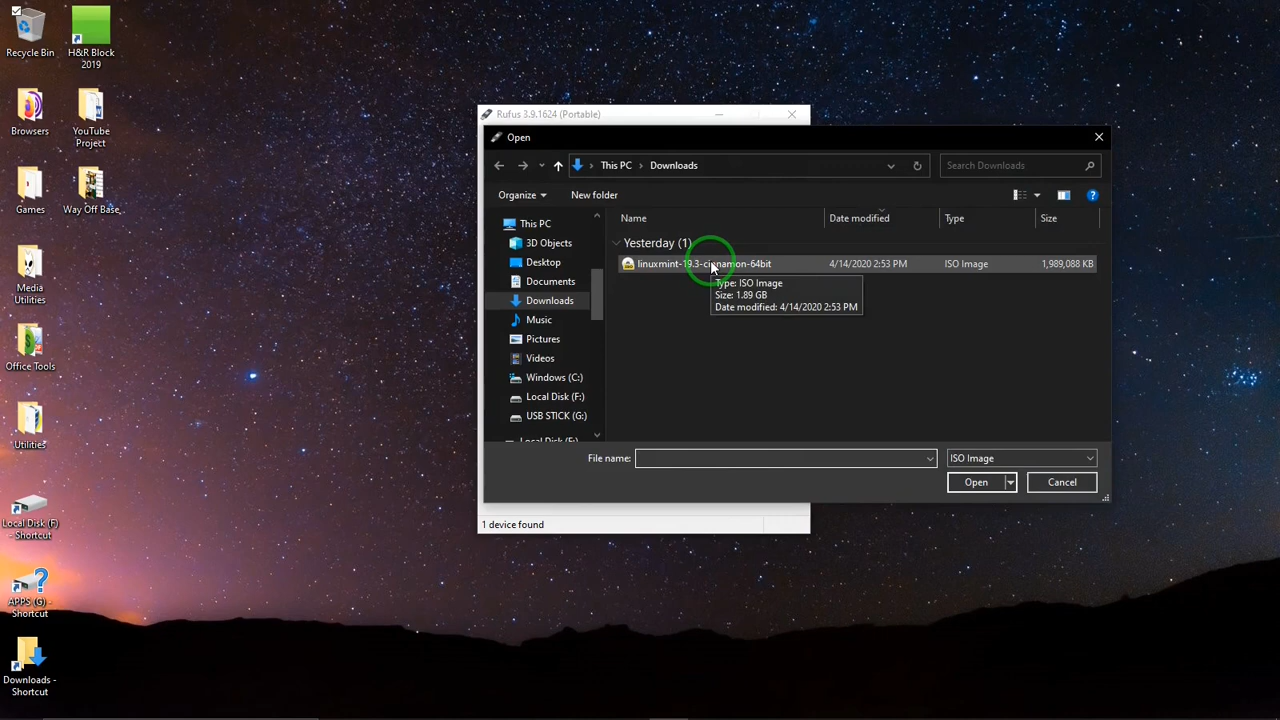 Recycle Bin
H&R Block
2019
Browsers
YouTube
Project
Games
Way Off Base
Media
Utilities
Office Tools
Utilities
Local Disk (F)
- Shortcut
APPS (G) -
Shortcut
Downloads -
Shortcut
Rufus 3.9.1624 (Portable)
Open
This PC
Downloads
Search Downloads
Organize
New folder
Name
Date modified
Type
Size
This PC
3D Objects
Desktop
Documents
Downloads
Music
Pictures
Videos
Windows (C:)
Local Disk (F:)
USB STICK (G:)
Local Disk (E:)
Yesterday (1)
linuxmint-19.3-cinnamon-64bit
4/14/2020 2:53 PM
ISO Image
1,989,088 KB
Type: ISO Image
Size: 1.89 GB
Date modified: 4/14/2020 2:53 PM
File name:
ISO Image
Open
Cancel
1 device found